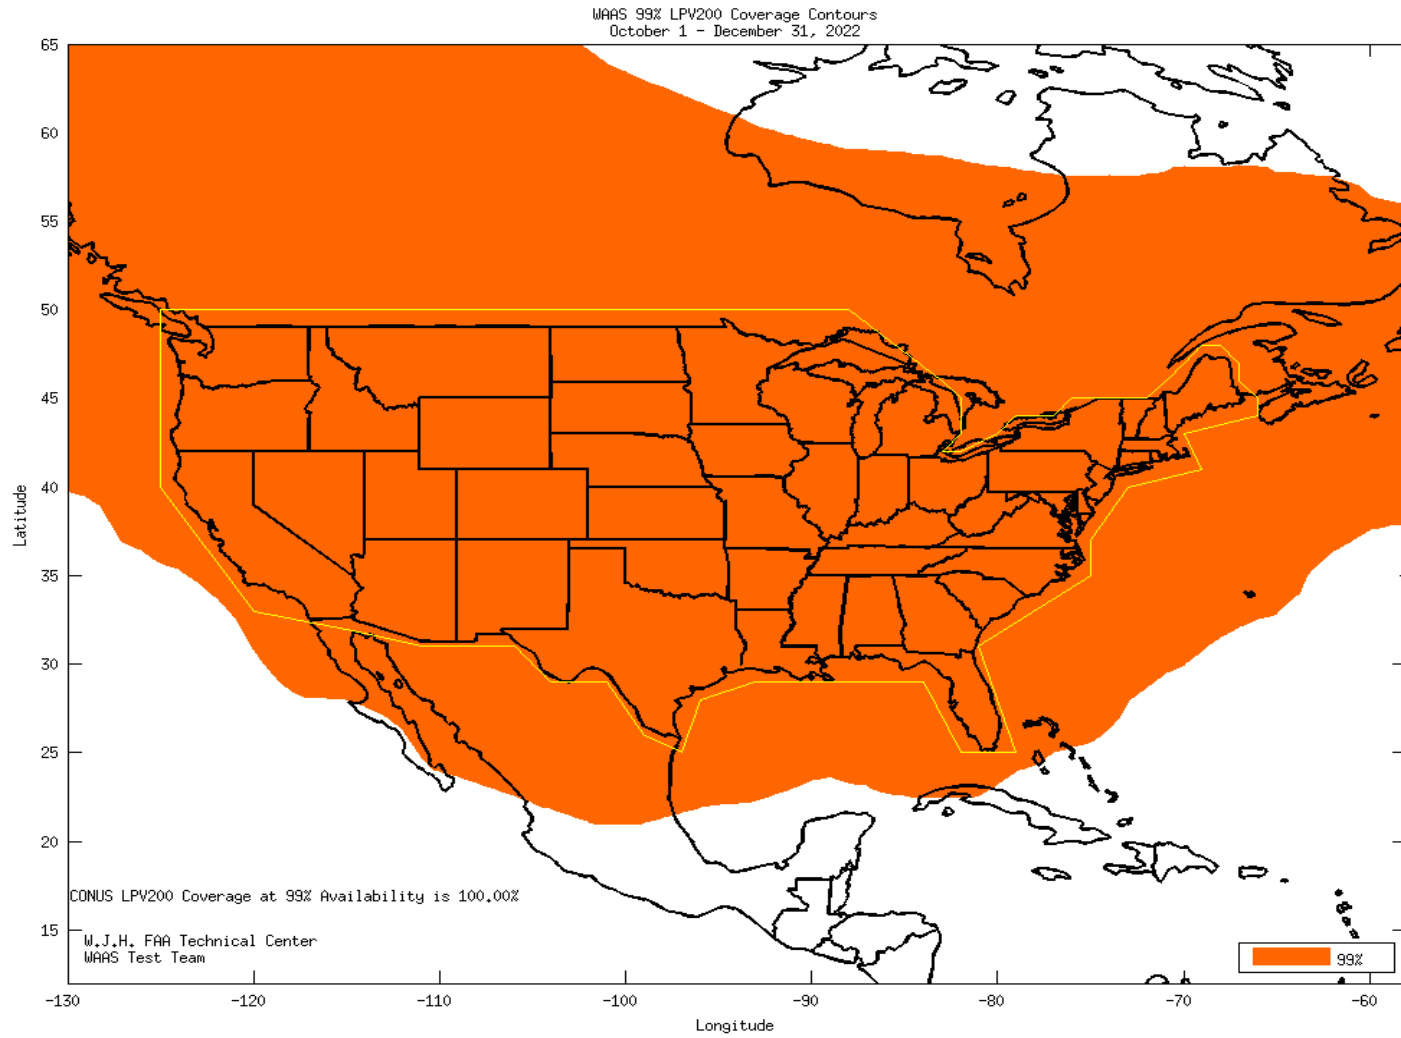 WAAS 99% LPV200 Coverage Contours
October 1 - December 31, 2022
65
60
55
50
45
40
35
30
25
20
15
Latitude
CONUS LPV200 Coverage at 99% Availability is 100.00%
W.J.H. FAA Technical Center
WAAS Test Team
99%
-130 -120 -110 -100 -90 -80 -70 -60
Longitude